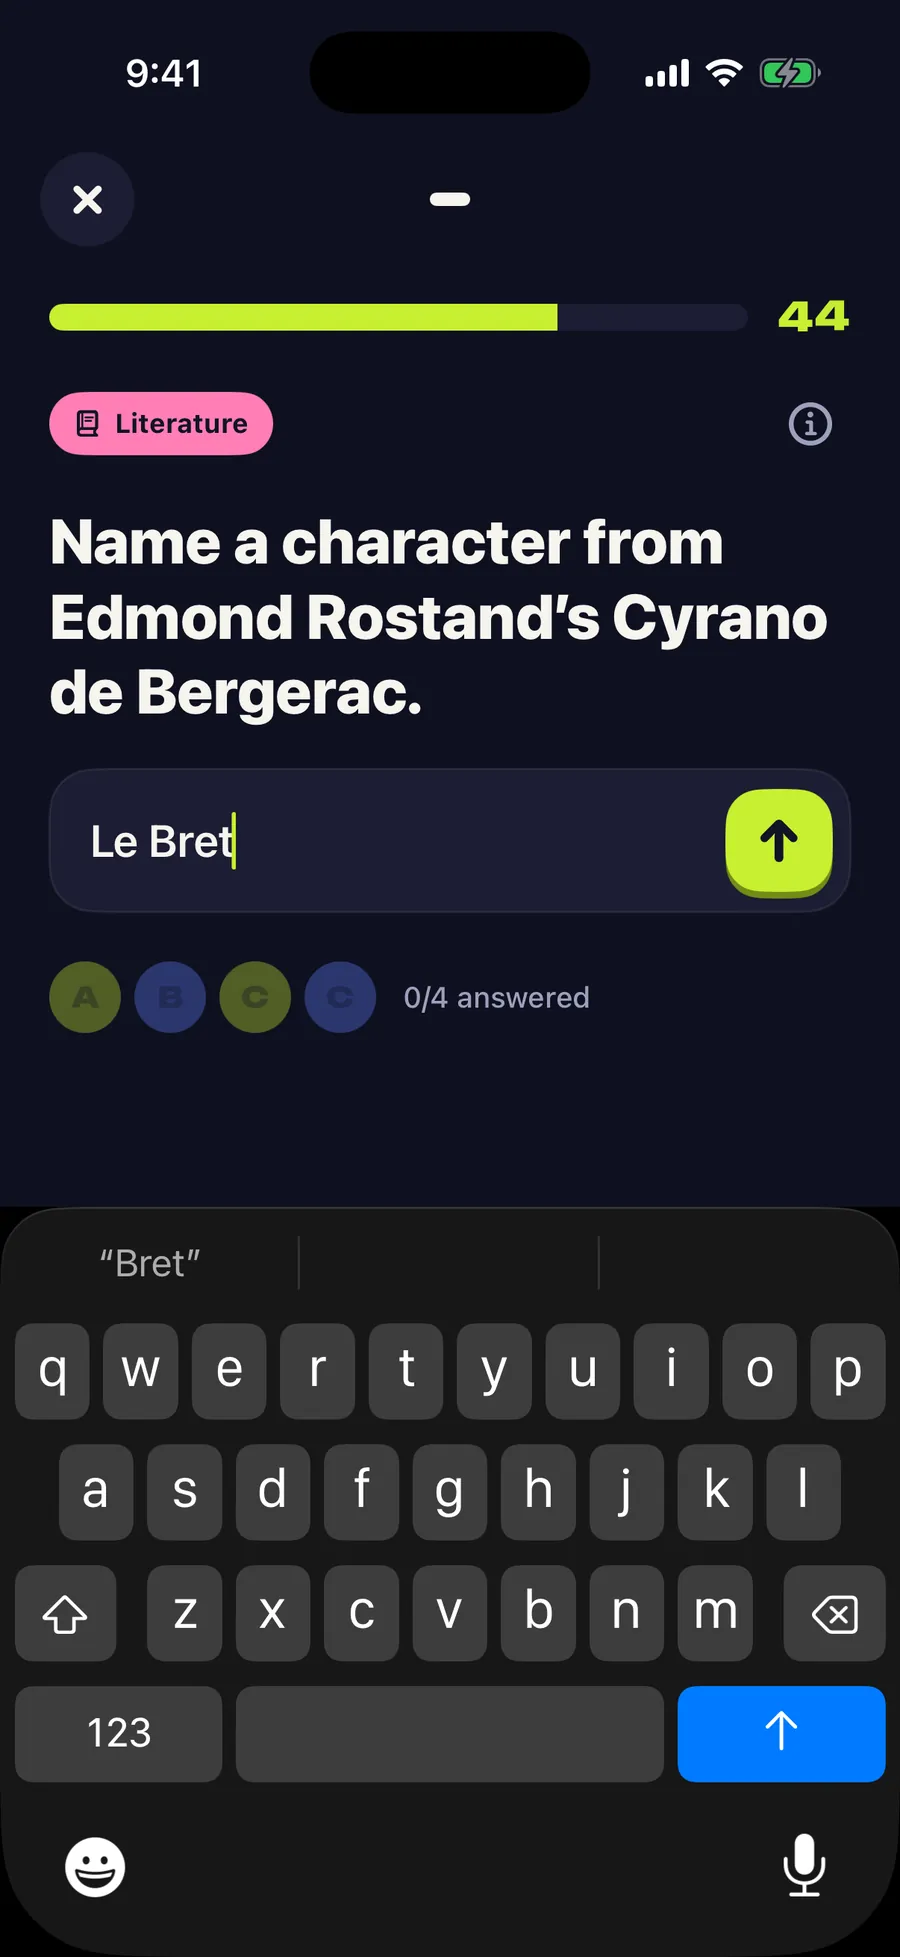 9:41
44
Literature
Name a character from
Edmond Rostand’s Cyrano
de Bergerac.
Le Bret
A B C C 0/4 answered
“Bret”
q w e r t y u i o p
a s d f g h j k l
z x c v b n m
123